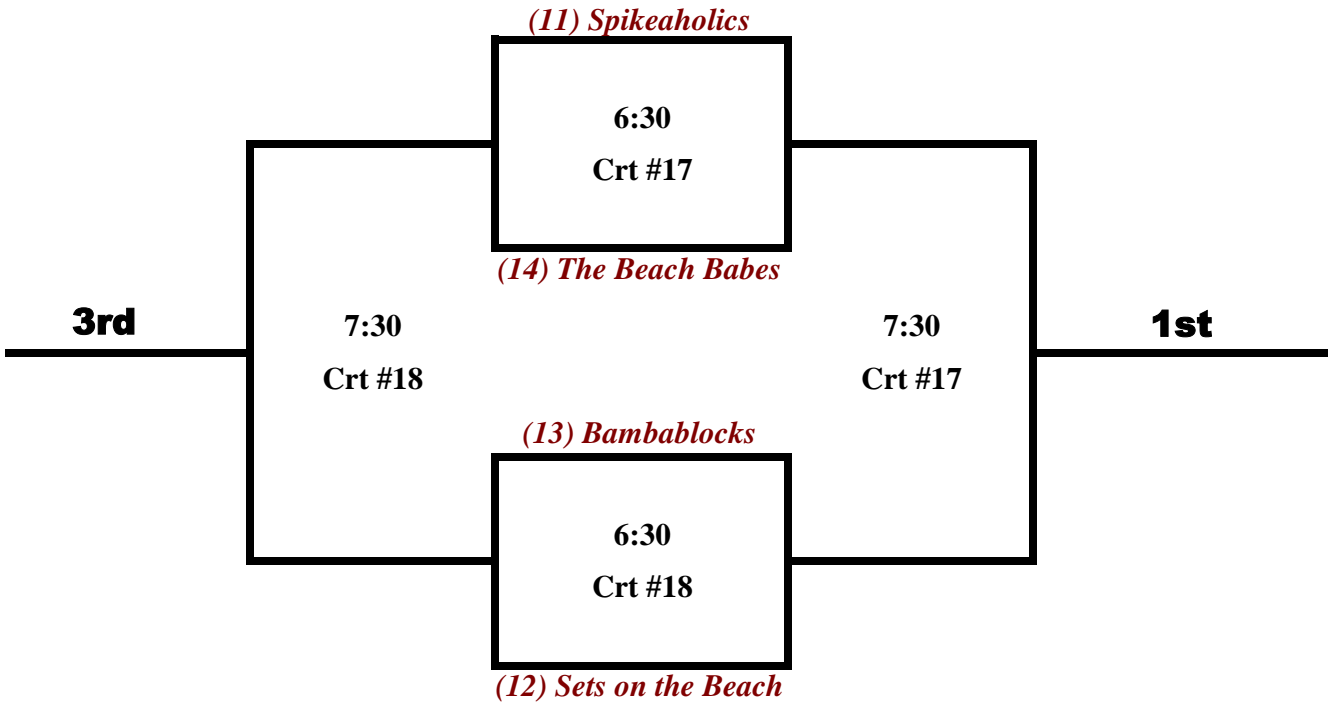 (11) Spikeaholics
6:30
Crt #17
(14) The Beach Babes
3rd
7:30
Crt #18
7:30
Crt #17
1st
(13) Bambablocks
6:30
Crt #18
(12) Sets on the Beach